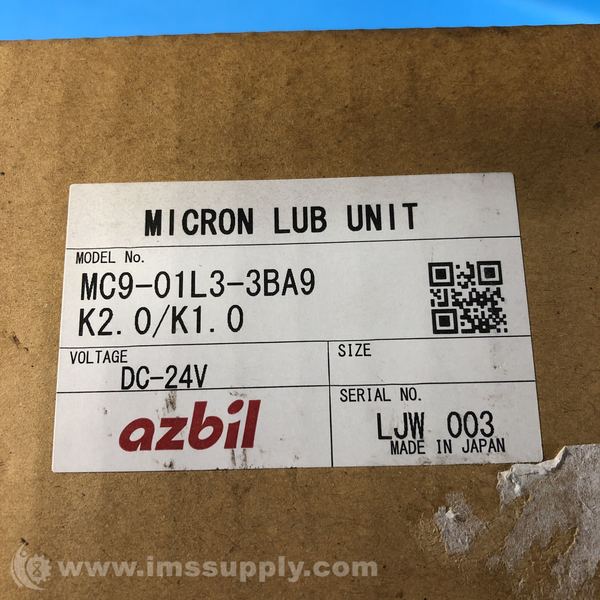 MICRON LUB UNIT
MODEL No.
MC9-01L3-3BA9
K2.0/K1.0
VOLTAGE
DC-24V
SIZE
azbil
SERIAL NO.
LJW 003
MADE IN JAPAN
www.imssupply.com